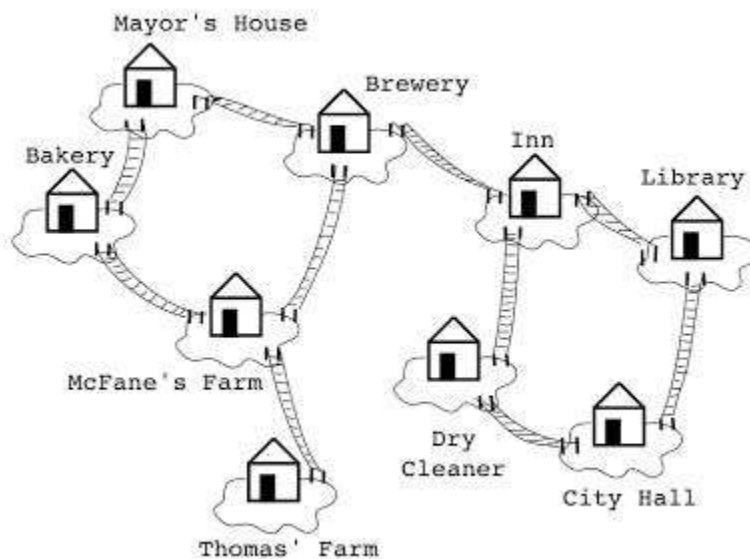 Mayor's House
Brewery
Bakery
Inn
Library
McFane's Farm
Dry
Cleaner
City Hall
Thomas' Farm